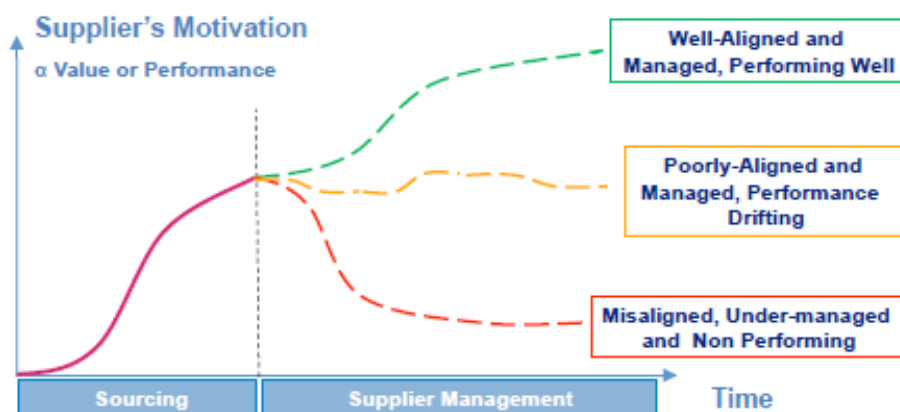 Supplier's Motivation
α Value or Performance
Well-Aligned and
Managed, Performing Well
Poorly-Aligned and
Managed, Performance
Drifting
Misaligned, Under-managed
and Non Performing
Sourcing
Supplier Management
Time